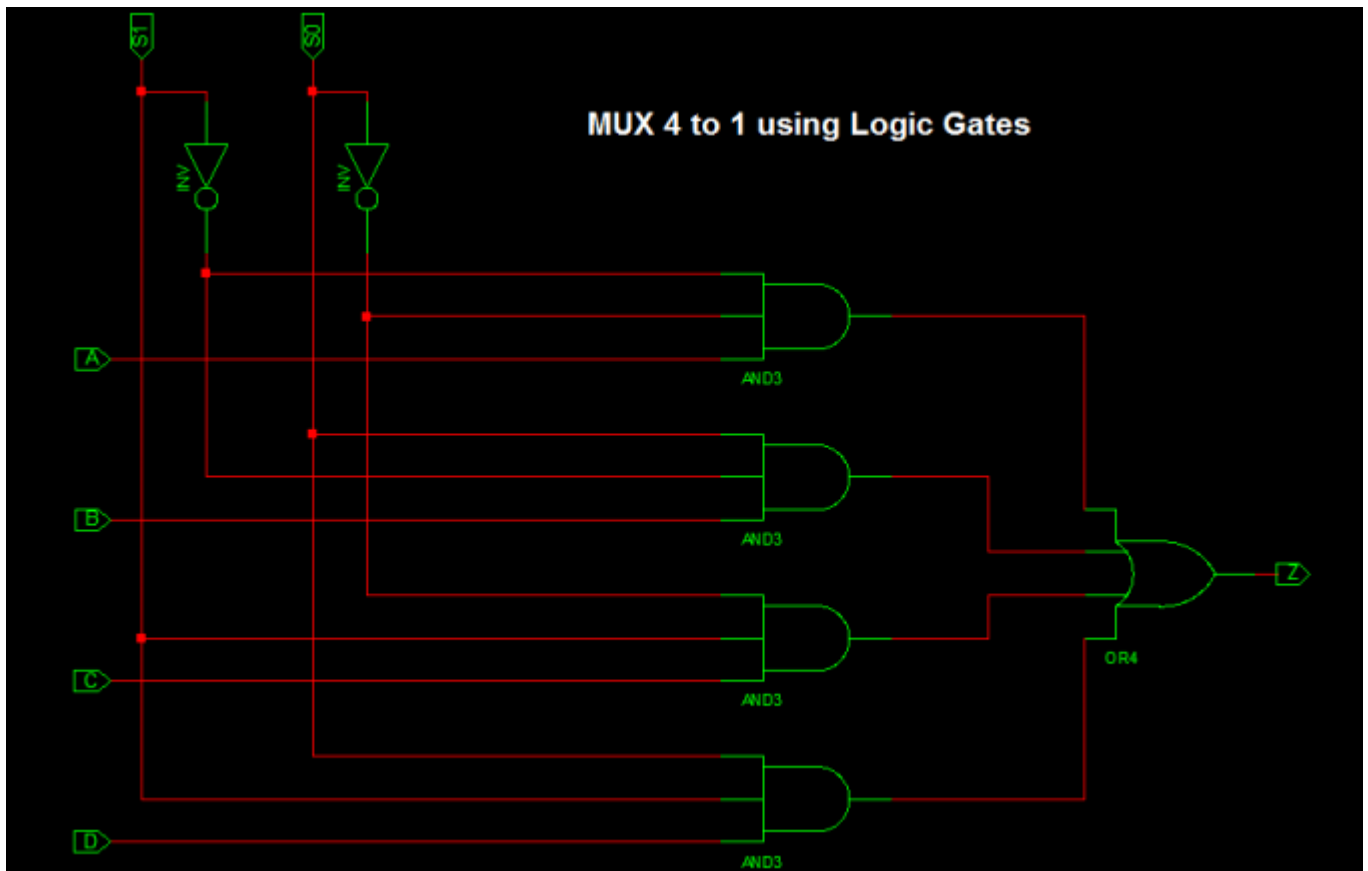 S1
S0
MUX 4 to 1 using Logic Gates
INV
INV
A
AND3
B
AND3
C
AND3
D
AND3
OR4
Z